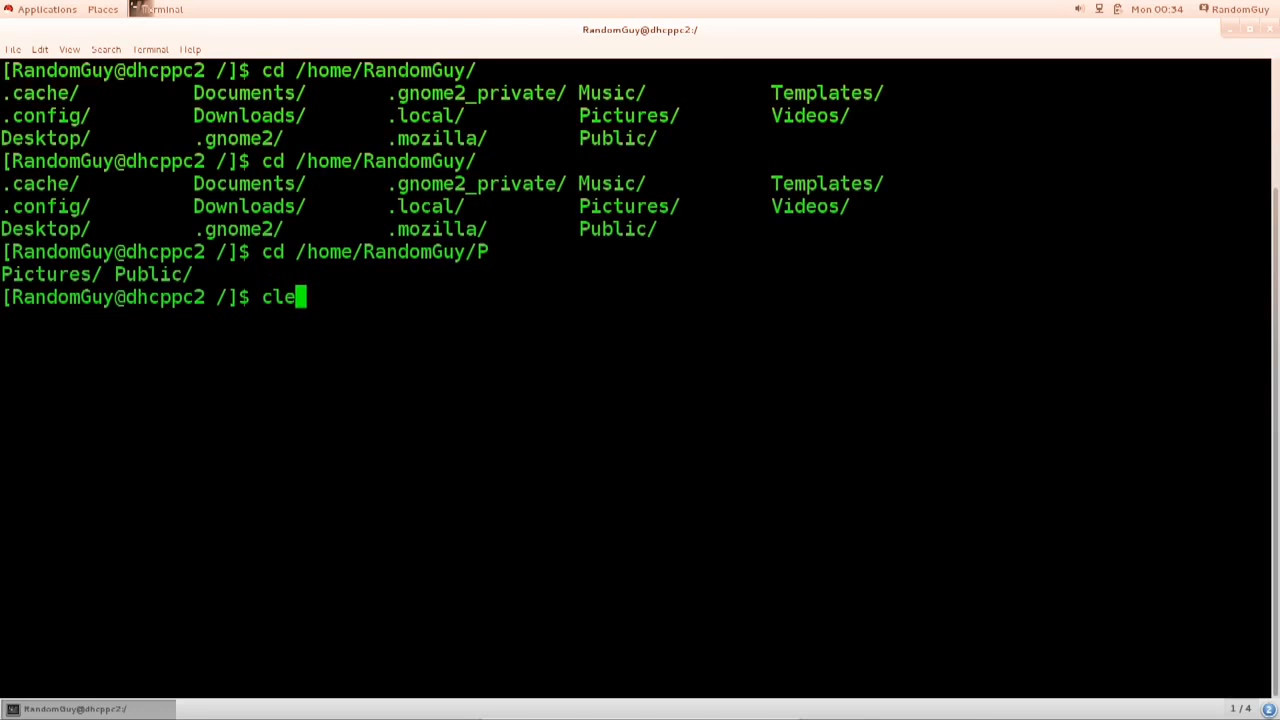 Applications Places Terminal Mon 00:34 RandomGuy
RandomGuy@dhcppc2:/
File Edit View Search Terminal Help
[RandomGuy@dhcppc2 /]$ cd /home/RandomGuy/
.cache/ Documents/ .gnome2_private/ Music/ Templates/
.config/ Downloads/ .local/ Pictures/ Videos/
Desktop/ .gnome2/ .mozilla/ Public/
[RandomGuy@dhcppc2 /]$ cd /home/RandomGuy/
.cache/ Documents/ .gnome2_private/ Music/ Templates/
.config/ Downloads/ .local/ Pictures/ Videos/
Desktop/ .gnome2/ .mozilla/ Public/
[RandomGuy@dhcppc2 /]$ cd /home/RandomGuy/P
Pictures/ Public/
[RandomGuy@dhcppc2 /]$ cle
RandomGuy@dhcppc2:/ 1 / 4 2